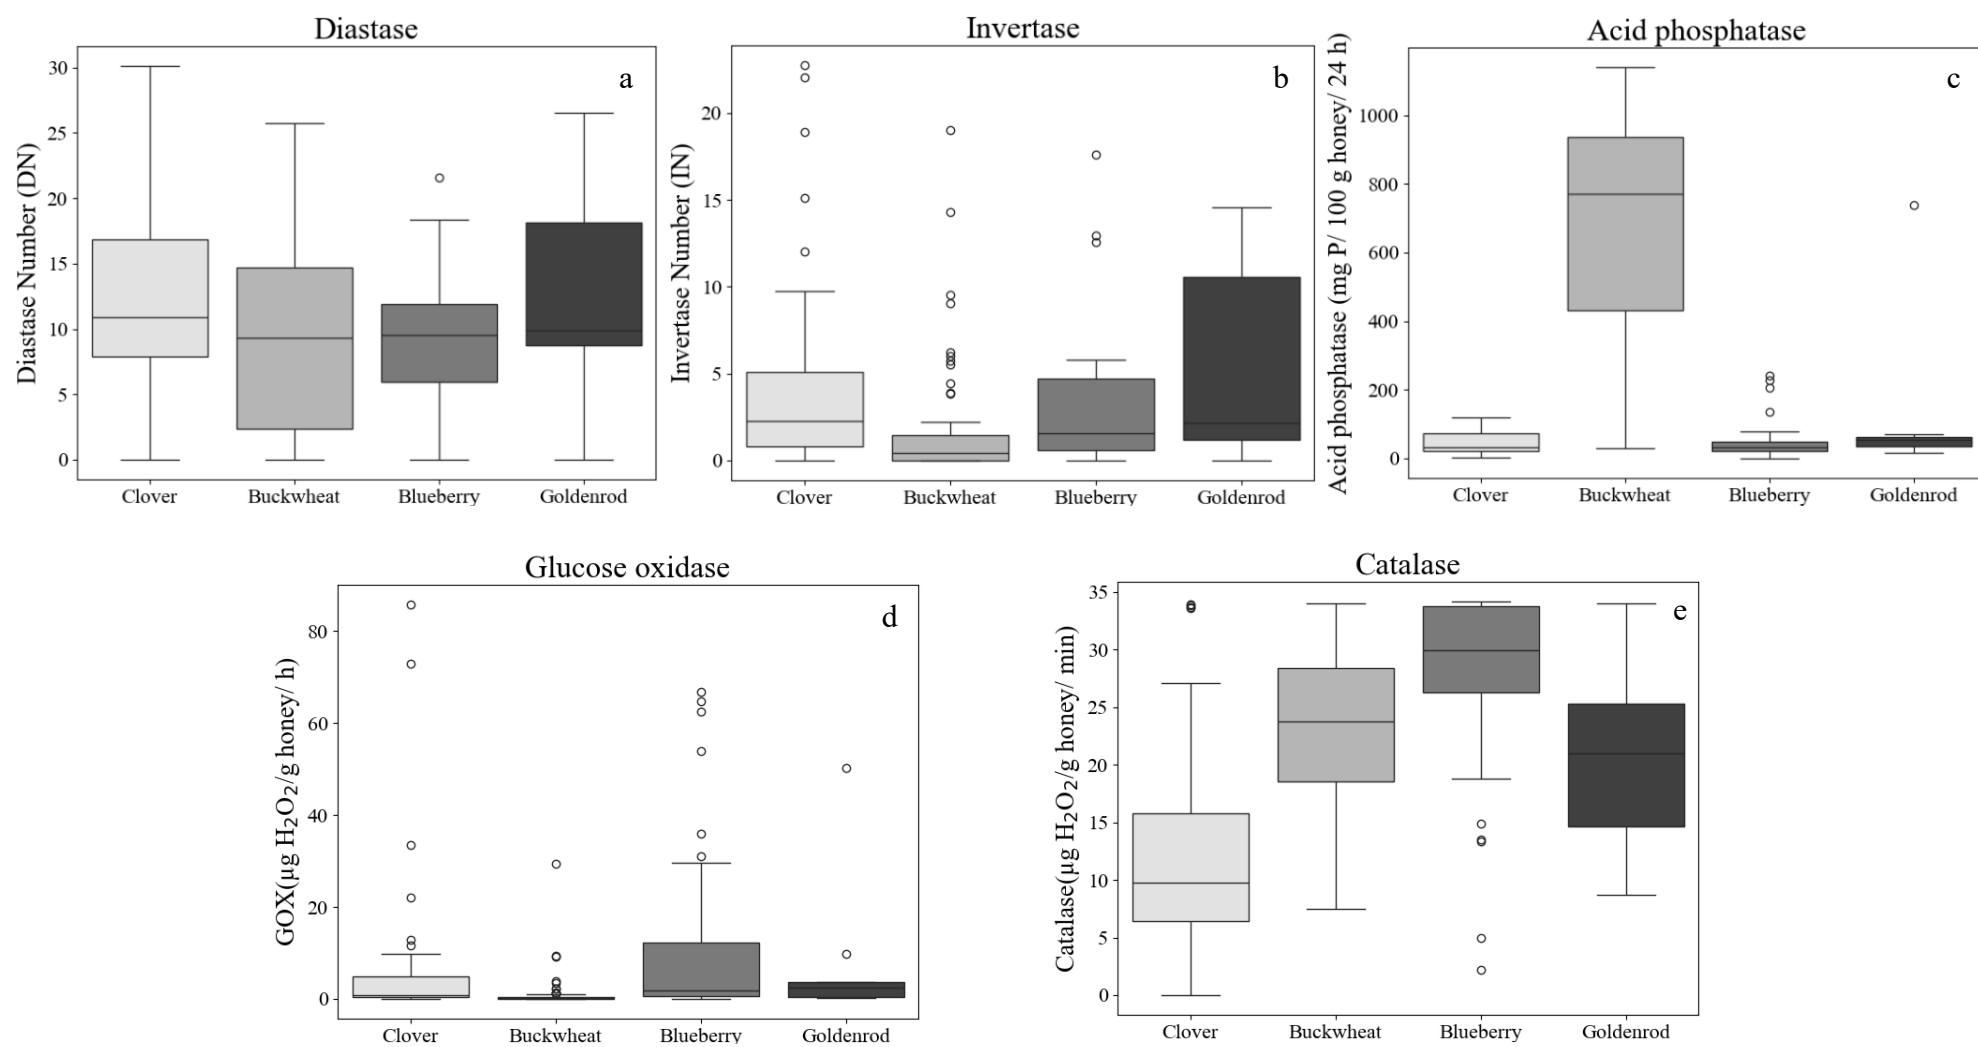 Diastase
a
Diastase Number (DN)
30
25
20
15
10
5
0
Clover Buckwheat Blueberry Goldenrod
Invertase
b
Invertase Number (IN)
20
15
10
5
0
Clover Buckwheat Blueberry Goldenrod
Acid phosphatase
c
Acid phosphatase (mg P/ 100 g honey/ 24 h)
1000
800
600
400
200
0
Clover Buckwheat Blueberry Goldenrod
Glucose oxidase
d
GOX(µg H₂O₂/g honey/ h)
80
60
40
20
0
Clover Buckwheat Blueberry Goldenrod
Catalase
e
Catalase(µg H₂O₂/g honey/ min)
35
30
25
20
15
10
5
0
Clover Buckwheat Blueberry Goldenrod